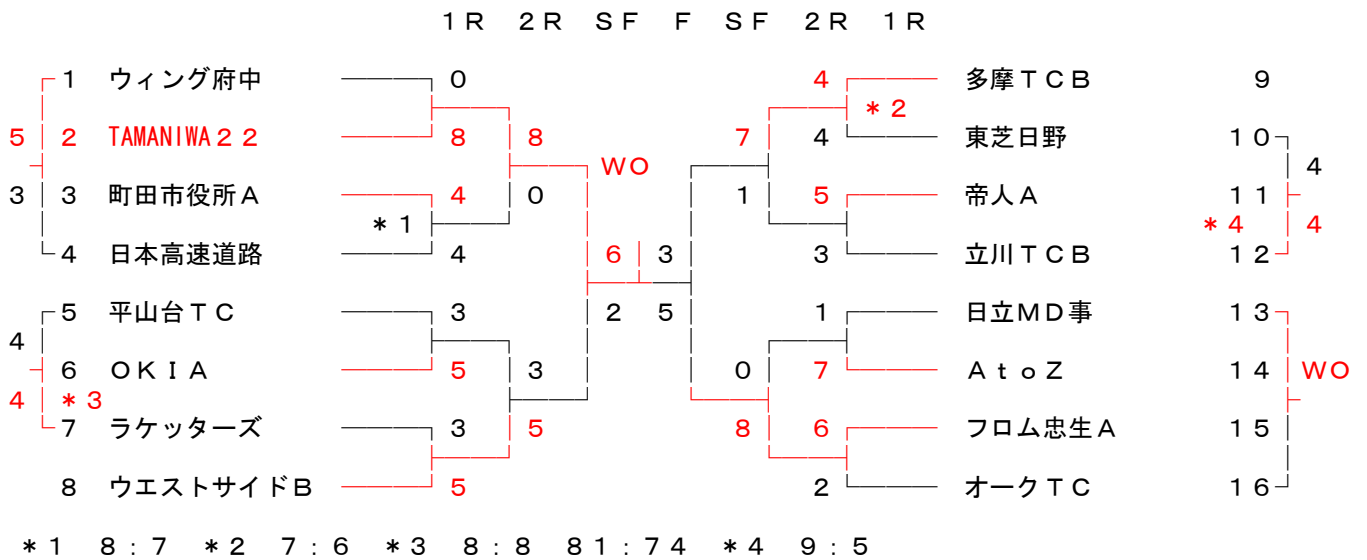 1R 2R SF F SF 2R 1R
1 ウィング府中 0 4 多摩TCB 9
*2
5 2 TAMANIWA22 8 8 7 4 東芝日野 10
WO 4
3 3 町田市役所A 4 0 1 5 帝人A 11
*1 *4 4
4 日本高速道路 4 6 3 3 立川TCB 12
5 平山台TC 3 2 5 1 日立MD事 13
4
6 OKIA 5 3 0 7 AtoZ 14 WO
4 *3
7 ラケッターズ 3 5 8 6 フロム忠生A 15
8 ウエストサイドB 5 2 オークTC 16
*1 8:7 *2 7:6 *3 8:8 81:74 *4 9:5